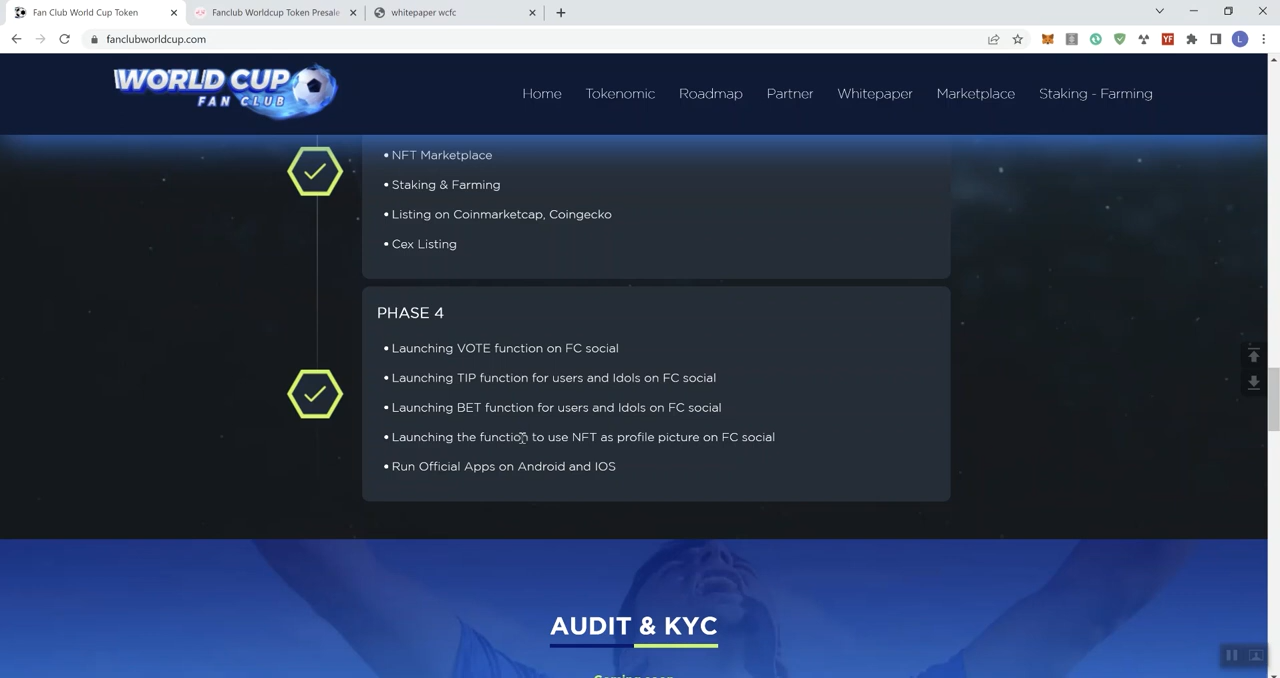 Fan Club World Cup Token
Fanclub Worldcup Token Presale
whitepaper wcfc
fanclubworldcup.com
YF
L
WORLD CUP
FAN CLUB
Home
Tokenomic
Roadmap
Partner
Whitepaper
Marketplace
Staking - Farming
• NFT Marketplace
• Staking & Farming
• Listing on Coinmarketcap, Coingecko
• Cex Listing
PHASE 4
• Launching VOTE function on FC social
• Launching TIP function for users and Idols on FC social
• Launching BET function for users and Idols on FC social
• Launching the function to use NFT as profile picture on FC social
• Run Official Apps on Android and IOS
AUDIT & KYC
Coming soon